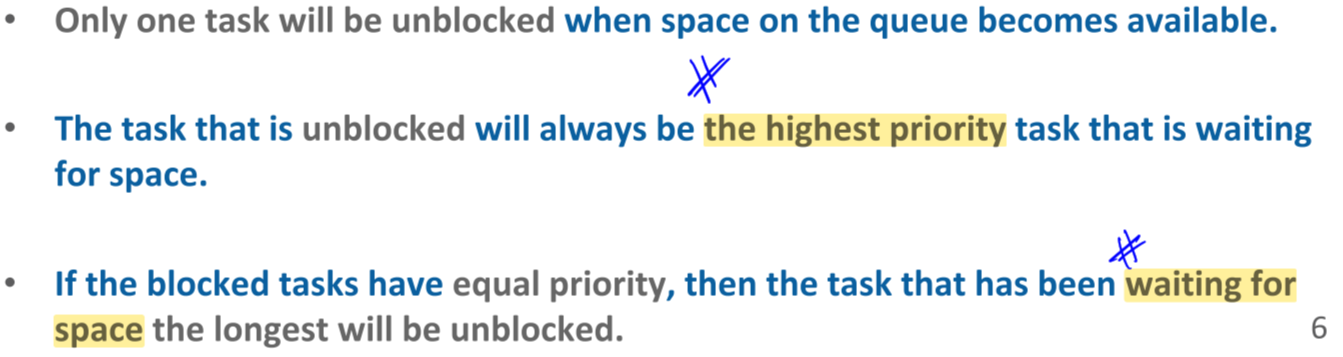 • Only one task will be unblocked when space on the queue becomes available.
• The task that is unblocked will always be the highest priority task that is waiting
for space.
• If the blocked tasks have equal priority, then the task that has been waiting for
space the longest will be unblocked.
6